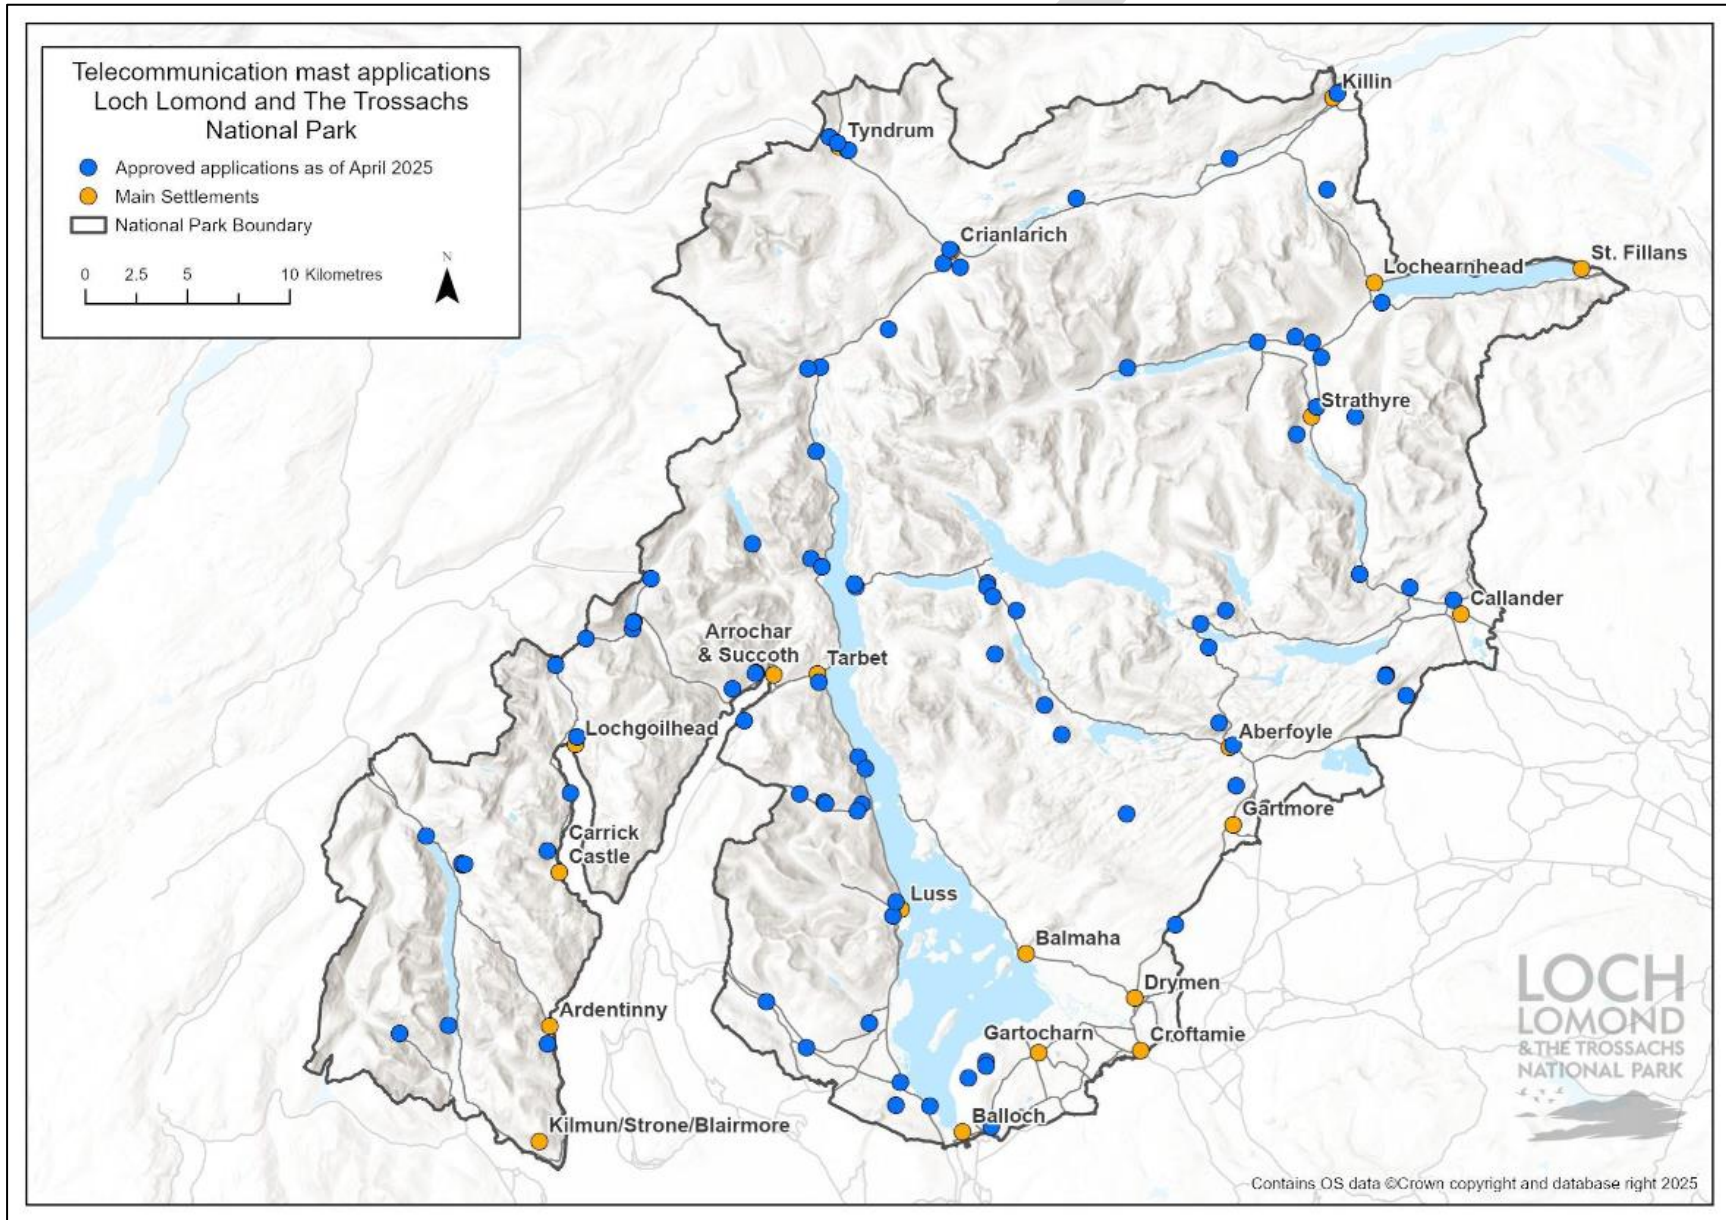 Telecommunication mast applications
Loch Lomond and The Trossachs
National Park
Approved applications as of April 2025
Main Settlements
National Park Boundary
N
0 2.5 5 10 Kilometres
Killin
Tyndrum
Crianlarich
St. Fillans
Lochearnhead
Strathyre
Callander
Arrochar
& Succoth
Tarbet
Lochgoilhead
Aberfoyle
Gartmore
Carrick
Castle
Luss
Balmaha
Drymen
Ardentinny
Gartocharn
Croftamie
Balloch
Kilmun/Strone/Blairmore
LOCH
LOMOND
& THE TROSSACHS
NATIONAL PARK
Contains OS data ©Crown copyright and database right 2025